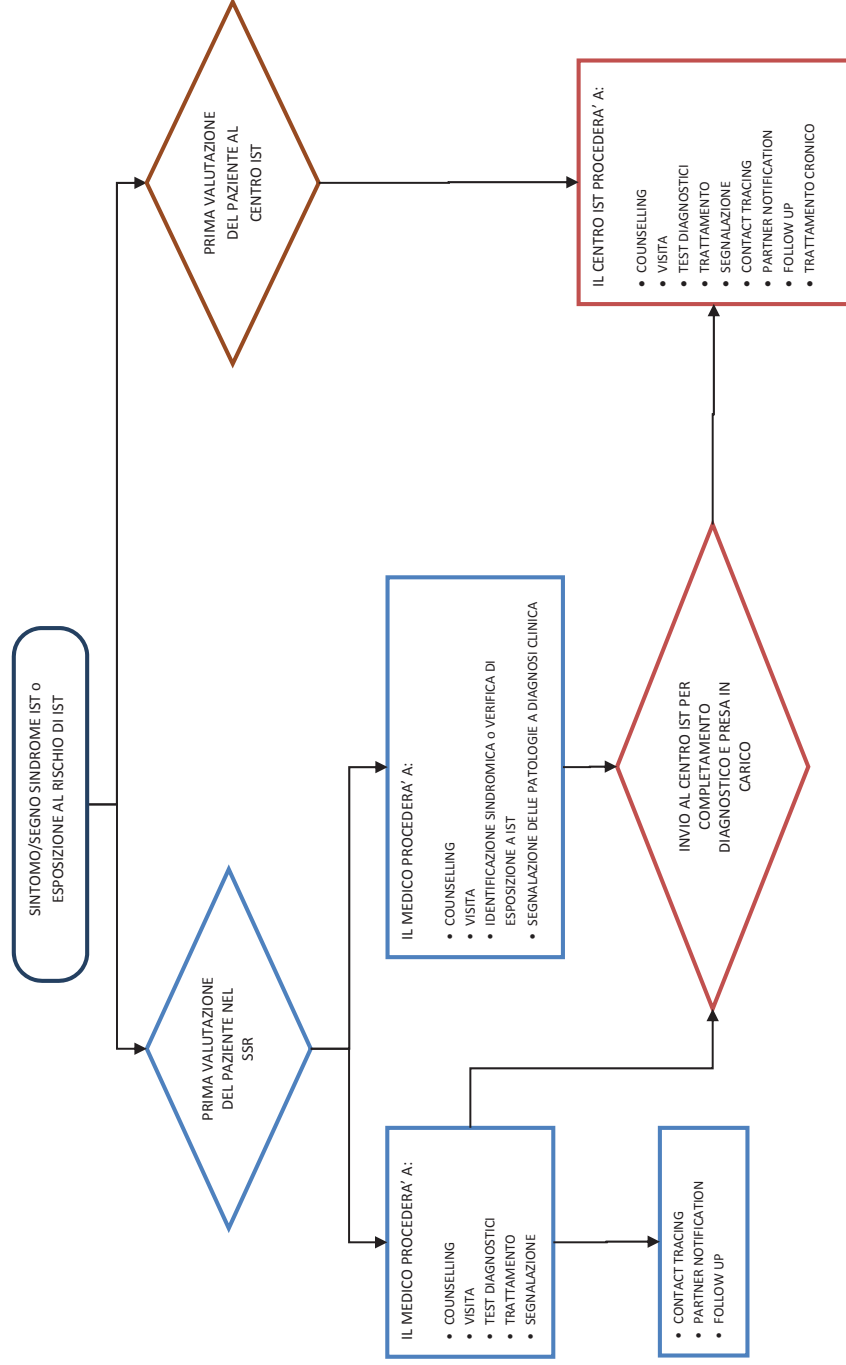 SINTOMO/SEGNO SINDROME IST o
ESPOSIZIONE AL RISCHIO DI IST
PRIMA VALUTAZIONE
DEL PAZIENTE NEL
SSR
PRIMA VALUTAZIONE
DEL PAZIENTE AL
CENTRO IST
IL MEDICO PROCEDERA' A:
• COUNSELLING
• VISITA
• TEST DIAGNOSTICI
• TRATTAMENTO
• SEGNALAZIONE
IL MEDICO PROCEDERA' A:
• COUNSELLING
• VISITA
• IDENTIFICAZIONE SINDROMICA o VERIFICA DI
ESPOSIZIONE A IST
• SEGNALAZIONE DELLE PATOLOGIE A DIAGNOSI CLINICA
IL CENTRO IST PROCEDERA' A:
• COUNSELLING
• VISITA
• TEST DIAGNOSTICI
• TRATTAMENTO
• SEGNALAZIONE
• CONTACT TRACING
• PARTNER NOTIFICATION
• FOLLOW UP
• TRATTAMENTO CRONICO
• CONTACT TRACING
• PARTNER NOTIFICATION
• FOLLOW UP
INVIO AL CENTRO IST PER
COMPLETAMENTO
DIAGNOSTICO E PRESA IN
CARICO